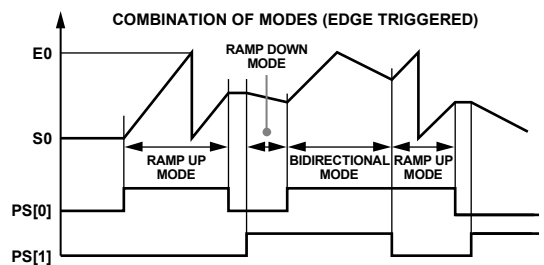 COMBINATION OF MODES (EDGE TRIGGERED)
E0
RAMP DOWN
MODE
S0
RAMP UP
MODE
BIDIRECTIONAL
MODE
RAMP UP
MODE
PS[0]
PS[1]